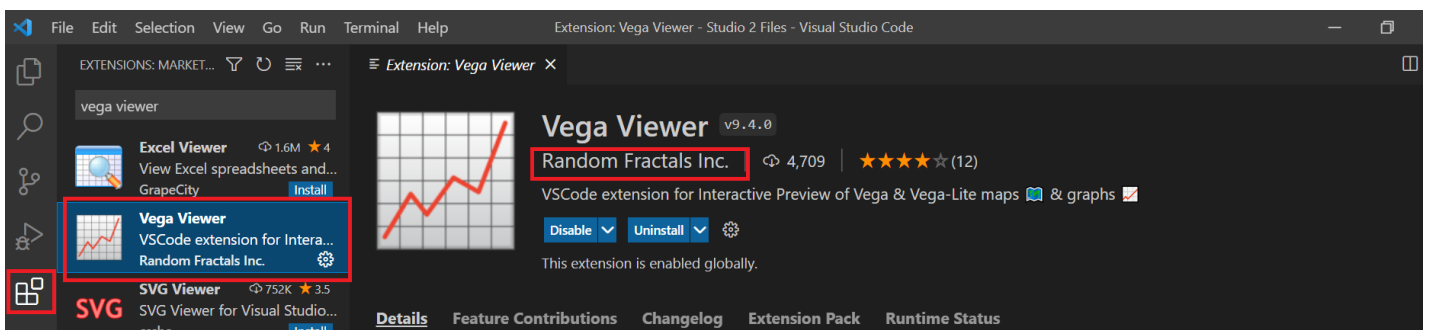 File Edit Selection View Go Run Terminal Help Extension: Vega Viewer - Studio 2 Files - Visual Studio Code
EXTENSIONS: MARKET...
vega viewer
Excel Viewer 1.6M ★ 4
View Excel spreadsheets and...
GrapeCity Install
Vega Viewer
VSCode extension for Intera...
Random Fractals Inc.
SVG Viewer 752K ★ 3.5
SVG
SVG Viewer for Visual Studio...
Install
Extension: Vega Viewer
Vega Viewer v9.4.0
Random Fractals Inc. 4,709 (12)
VSCode extension for Interactive Preview of Vega & Vega-Lite maps & graphs
Disable Uninstall
This extension is enabled globally.
Details Feature Contributions Changelog Extension Pack Runtime Status